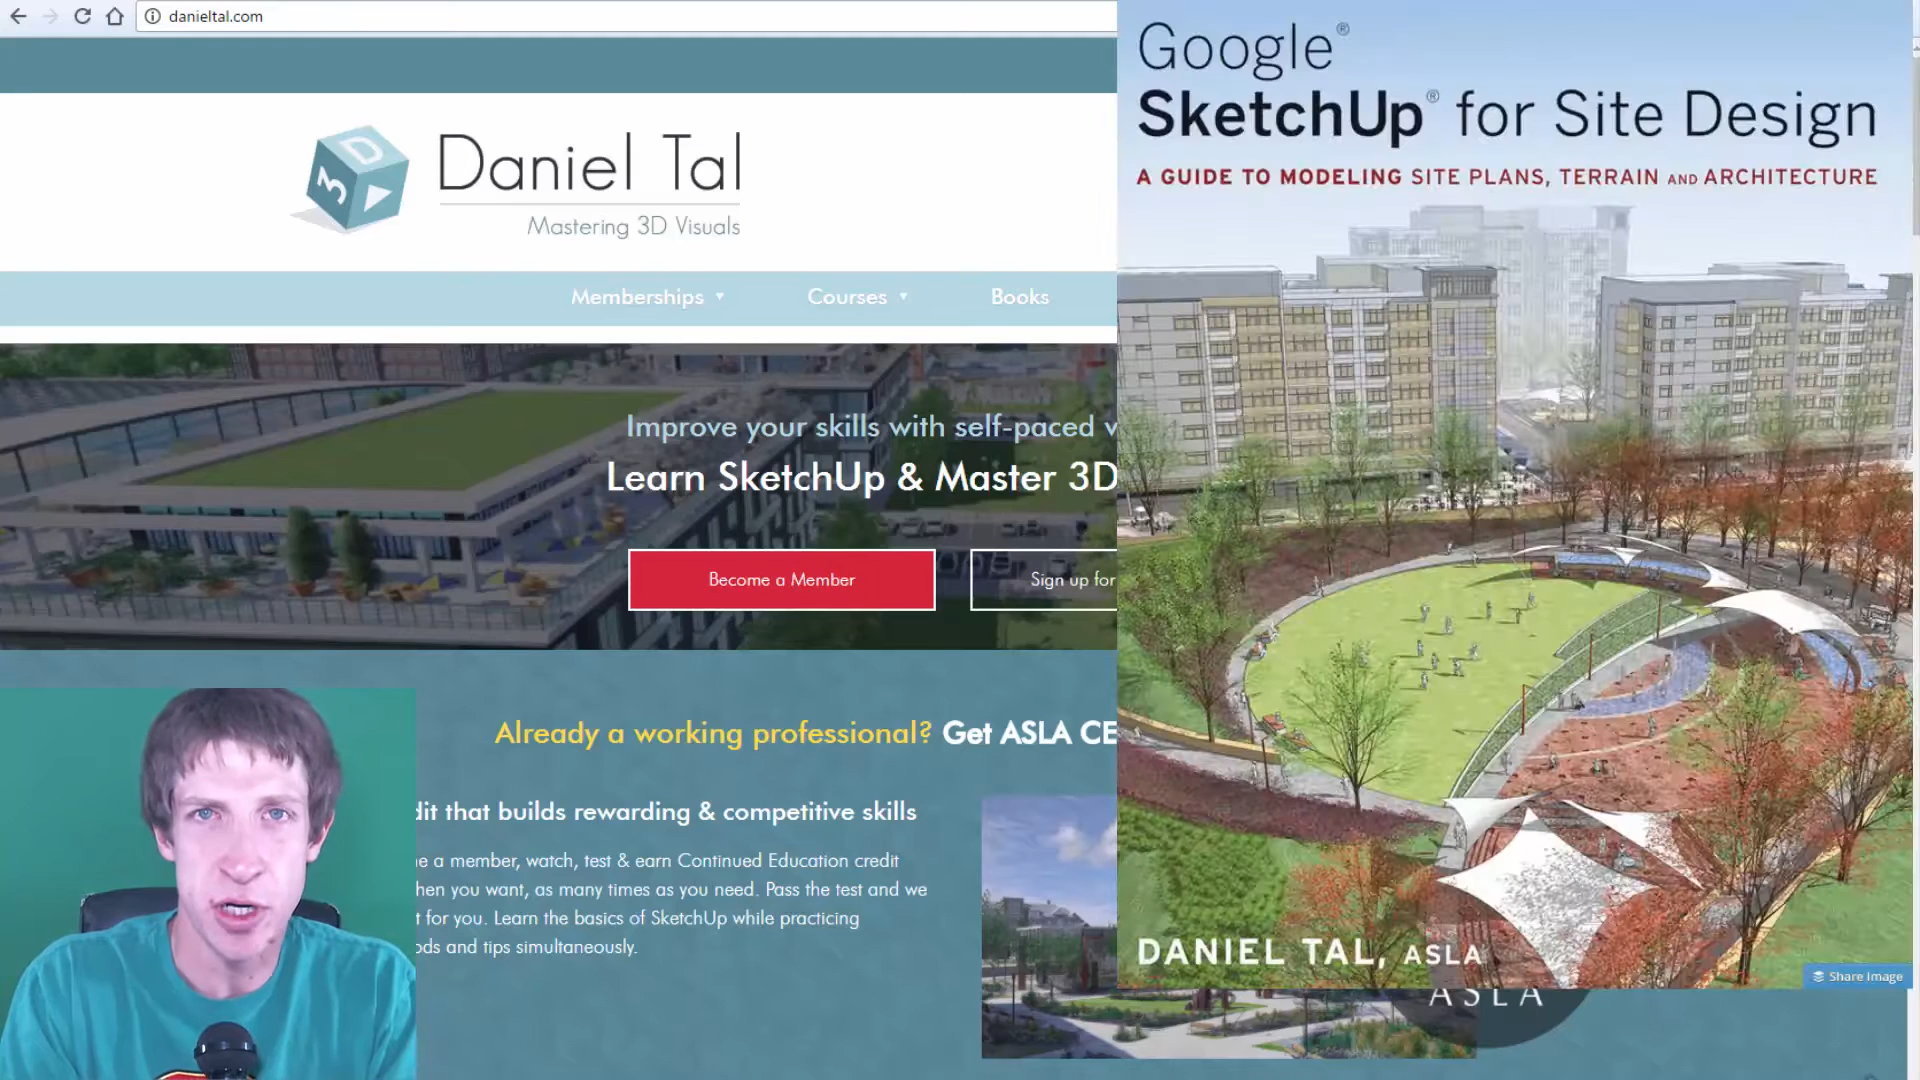 danieltal.com
3
D
Daniel Tal
Mastering 3D Visuals
Memberships
Courses
Books
Improve your skills with self-paced
Learn SketchUp & Master 3D
Become a Member
Sign up for
Already a working professional? Get ASLA CE
dit that builds rewarding & competitive skills
e a member, watch, test & earn Continued Education credit
hen you want, as many times as you need. Pass the test and we
t for you. Learn the basics of SketchUp while practicing
ods and tips simultaneously.
Google®
SketchUp® for Site Design
A GUIDE TO MODELING SITE PLANS, TERRAIN AND ARCHITECTURE
DANIEL TAL, ASLA
Share Image
ASLA